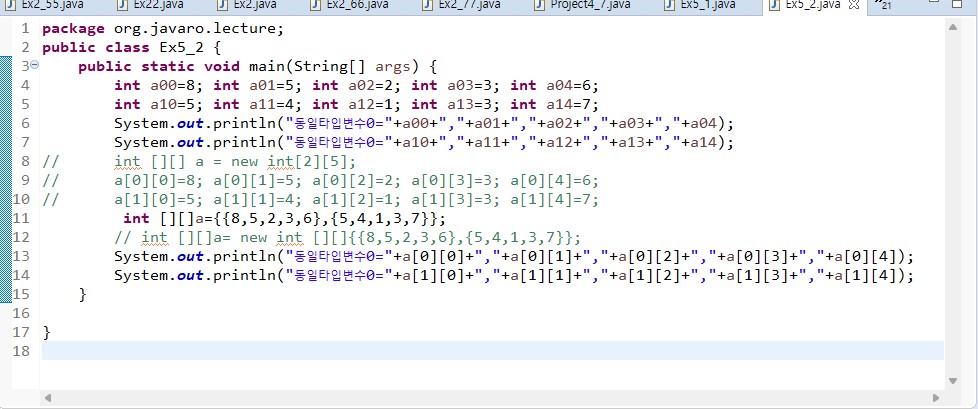 Ex2_55.java Ex22.java Ex2.java Ex2_66.java Ex2_77.java Project4_7.java Ex5_1.java Ex5_2.java 21
1 package org.javaro.lecture;
2 public class Ex5_2 {
3 public static void main(String[] args) {
4 int a00=8; int a01=5; int a02=2; int a03=3; int a04=6;
5 int a10=5; int a11=4; int a12=1; int a13=3; int a14=7;
6 System.out.println("동일타입변수0="+a00+","+a01+","+a02+","+a03+","+a04);
7 System.out.println("동일타입변수0="+a10+","+a11+","+a12+","+a13+","+a14);
8 // int [][] a = new int[2][5];
9 // a[0][0]=8; a[0][1]=5; a[0][2]=2; a[0][3]=3; a[0][4]=6;
10 // a[1][0]=5; a[1][1]=4; a[1][2]=1; a[1][3]=3; a[1][4]=7;
11 int [][]a={{8,5,2,3,6},{5,4,1,3,7}};
12 // int [][]a= new int [][]{{8,5,2,3,6},{5,4,1,3,7}};
13 System.out.println("동일타입변수0="+a[0][0]+","+a[0][1]+","+a[0][2]+","+a[0][3]+","+a[0][4]);
14 System.out.println("동일타입변수0="+a[1][0]+","+a[1][1]+","+a[1][2]+","+a[1][3]+","+a[1][4]);
15 }
16
17 }
18